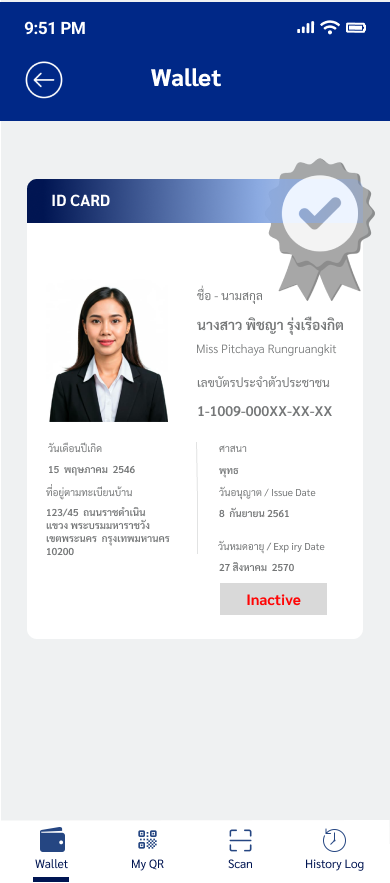 9:51 PM
Wallet
ID CARD
ชื่อ - นามสกุล
นางสาว พิชญา รุ่งเรืองกิต
Miss Pitchaya Rungruangkit
เลขบัตรประจำตัวประชาชน
1-1009-000XX-XX-XX
วันเดือนปีเกิด
15 พฤษภาคม 2546
ที่อยู่ตามทะเบียนบ้าน
123/45 ถนนราชดำเนิน
แขวง พระบรมมหาราชวัง
เขตพระนคร กรุงเทพมหานคร
10200
ศาสนา
พุทธ
วันอนุญาต / Issue Date
8 กันยายน 2561
วันหมดอายุ / Exp iry Date
27 สิงหาคม 2570
Inactive
Wallet
My QR
Scan
History Log